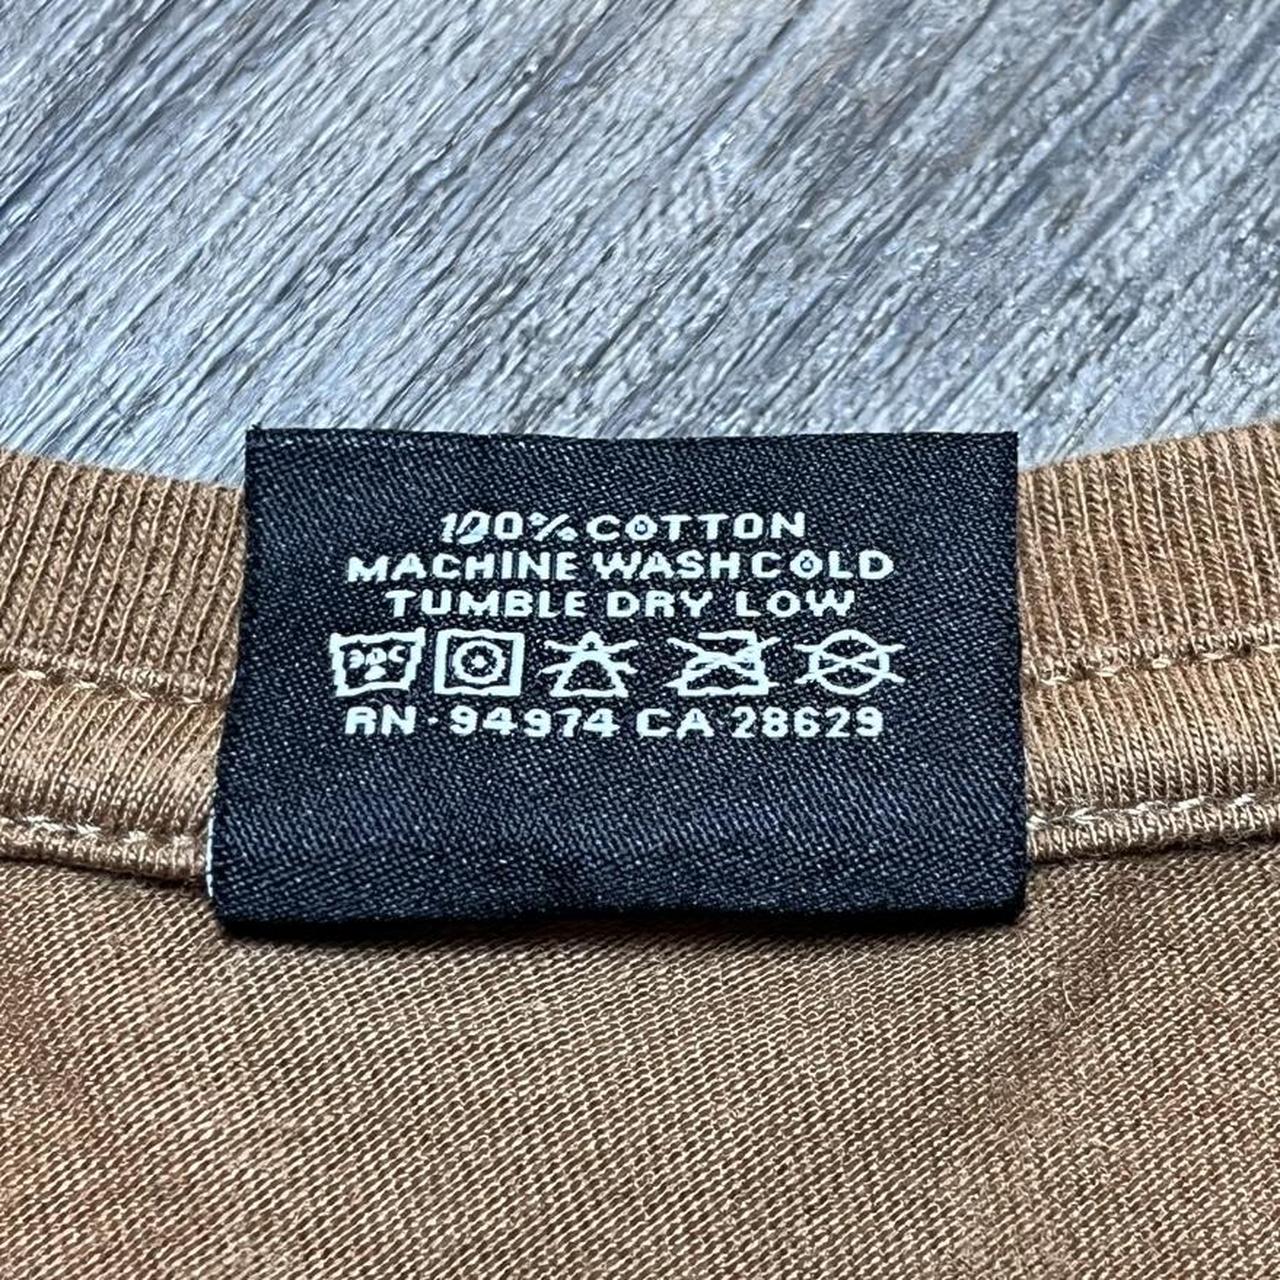 100% COTTON
MACHINE WASH COLD
TUMBLE DRY LOW
RN·94974 CA 28629